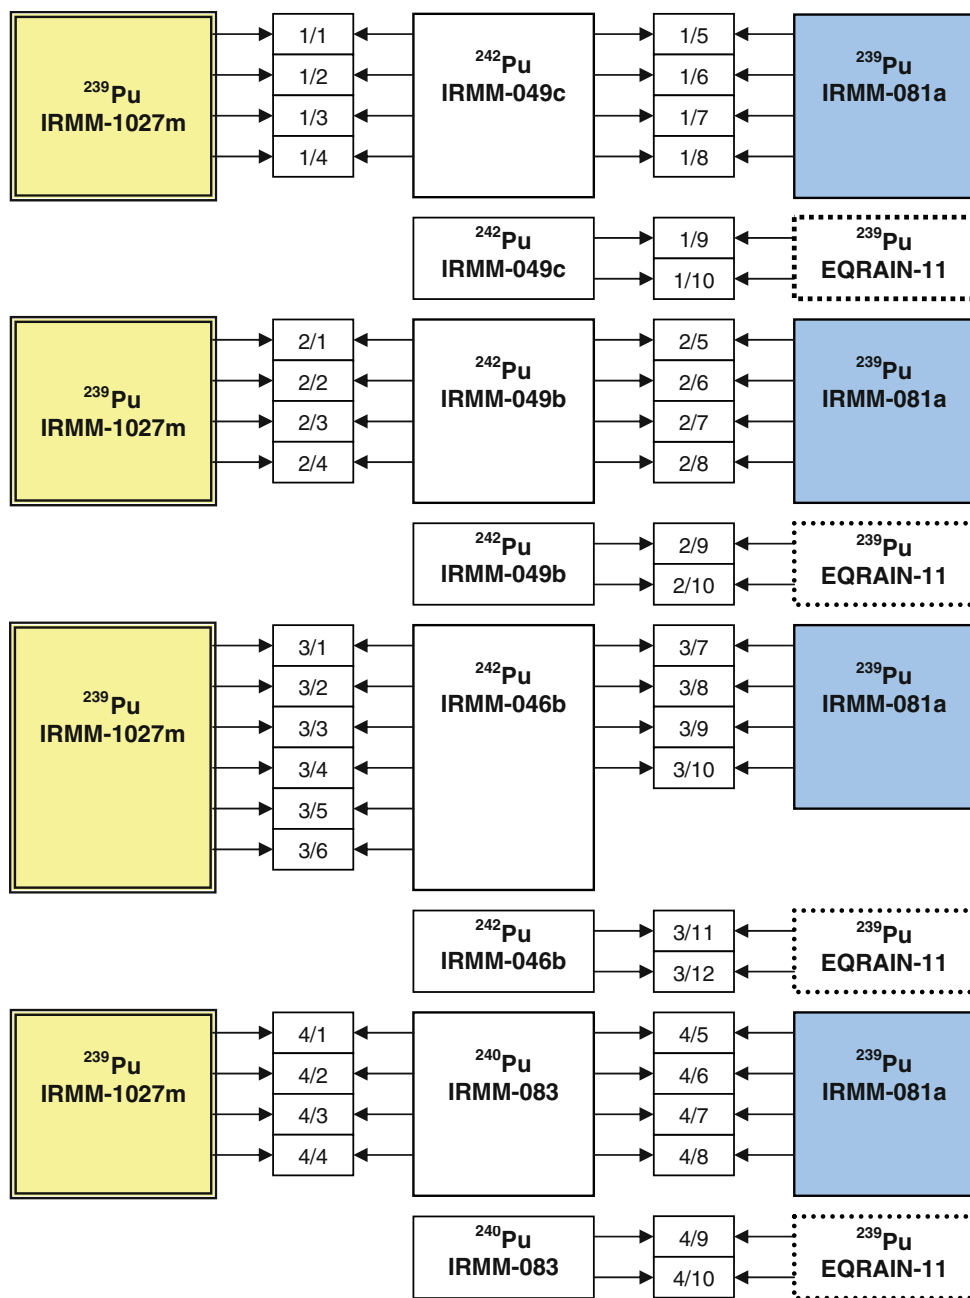 ²³⁹Pu
IRMM-1027m
1/1
1/2
1/3
1/4
²⁴²Pu
IRMM-049c
1/5
1/6
1/7
1/8
²³⁹Pu
IRMM-081a
²⁴²Pu
IRMM-049c
1/9
1/10
²³⁹Pu
EQRAIN-11
²³⁹Pu
IRMM-1027m
2/1
2/2
2/3
2/4
²⁴²Pu
IRMM-049b
2/5
2/6
2/7
2/8
²³⁹Pu
IRMM-081a
²⁴²Pu
IRMM-049b
2/9
2/10
²³⁹Pu
EQRAIN-11
²³⁹Pu
IRMM-1027m
3/1
3/2
3/3
3/4
3/5
3/6
²⁴²Pu
IRMM-046b
3/7
3/8
3/9
3/10
²³⁹Pu
IRMM-081a
²⁴²Pu
IRMM-046b
3/11
3/12
²³⁹Pu
EQRAIN-11
²³⁹Pu
IRMM-1027m
4/1
4/2
4/3
4/4
²⁴⁰Pu
IRMM-083
4/5
4/6
4/7
4/8
²³⁹Pu
IRMM-081a
²⁴⁰Pu
IRMM-083
4/9
4/10
²³⁹Pu
EQRAIN-11